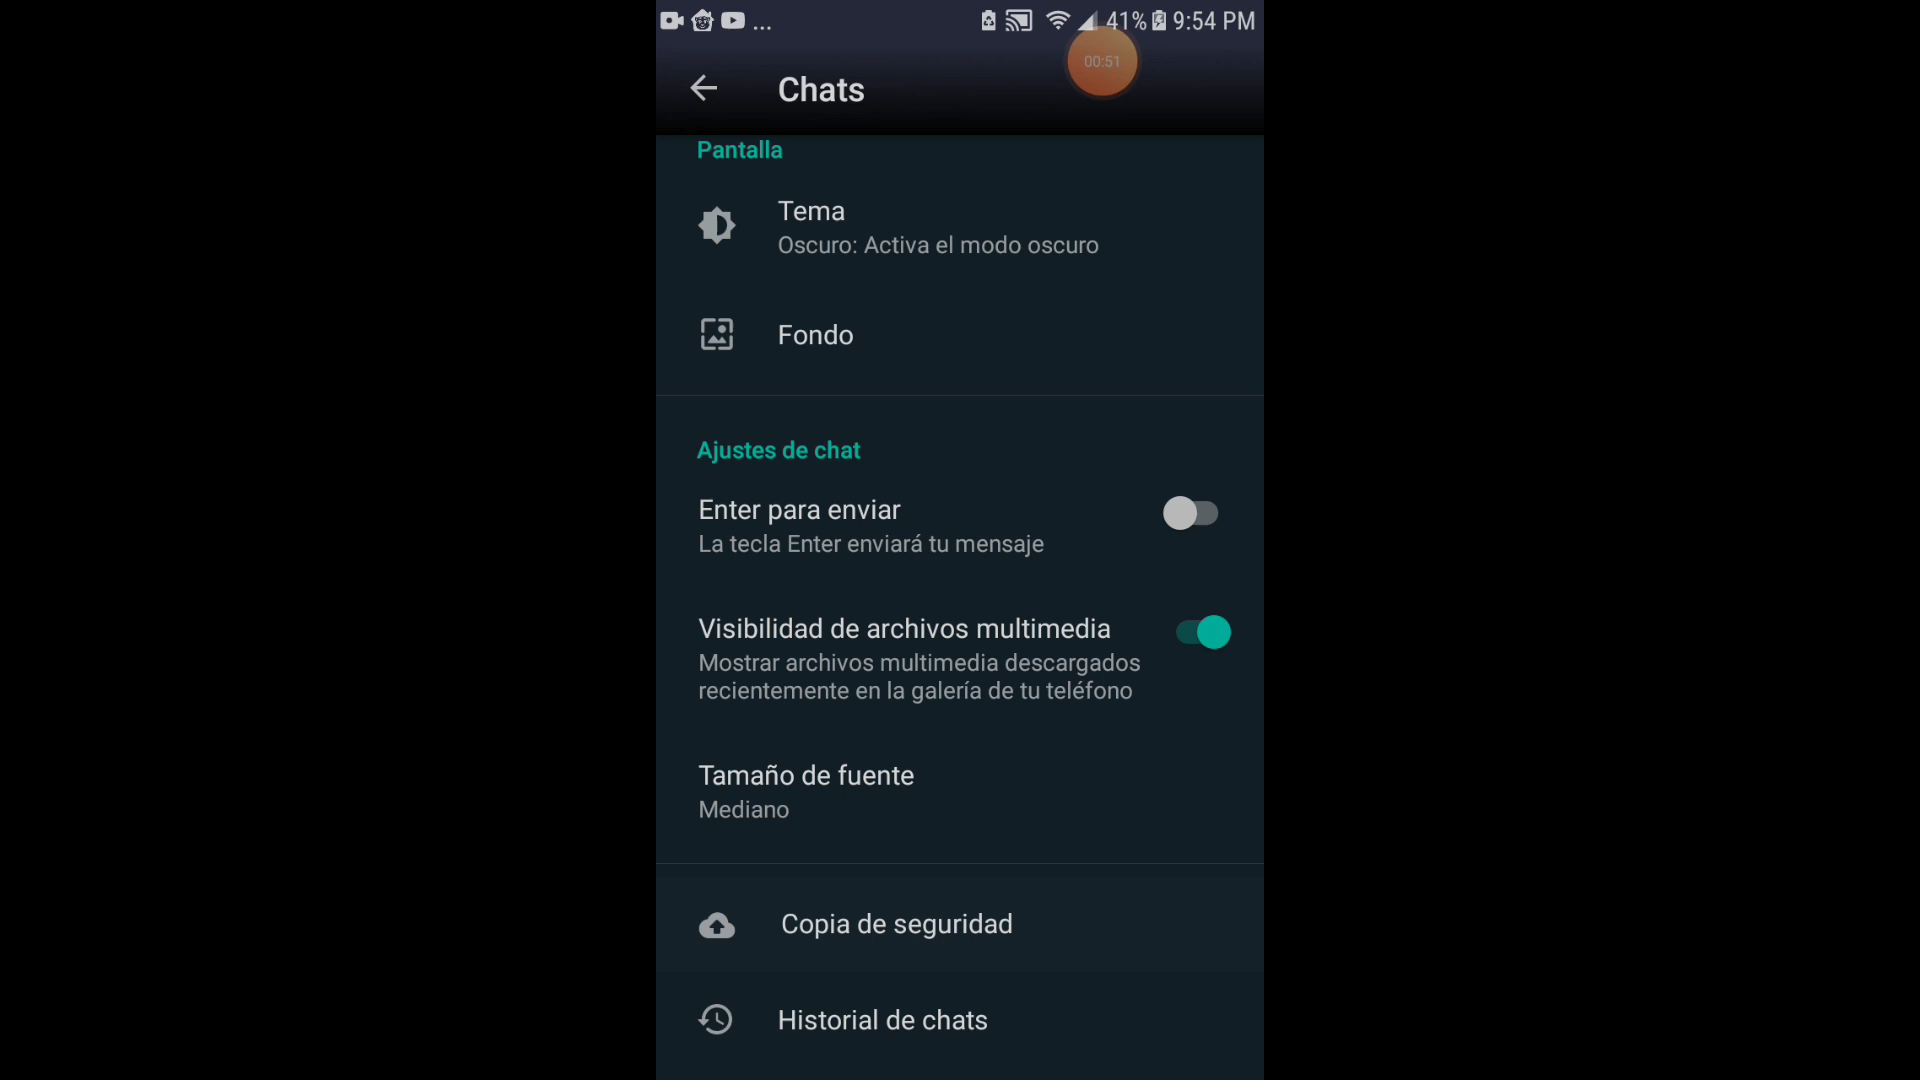 ... 41% 9:54 PM
00:51
Chats
Pantalla
Tema
Oscuro: Activa el modo oscuro
Fondo
Ajustes de chat
Enter para enviar
La tecla Enter enviará tu mensaje
Visibilidad de archivos multimedia
Mostrar archivos multimedia descargados
recientemente en la galería de tu teléfono
Tamaño de fuente
Mediano
Copia de seguridad
Historial de chats